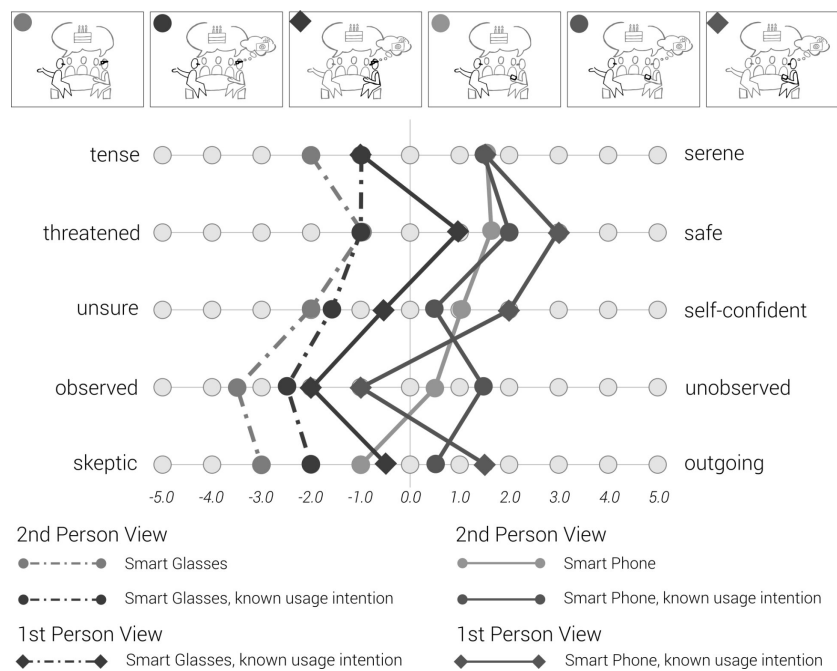 tense serene
threatened safe
unsure self-confident
observed unobserved
skeptic outgoing
-5.0 -4.0 -3.0 -2.0 -1.0 0.0 1.0 2.0 3.0 4.0 5.0
2nd Person View 2nd Person View
Smart Glasses Smart Phone
Smart Glasses, known usage intention Smart Phone, known usage intention
1st Person View 1st Person View
Smart Glasses, known usage intention Smart Phone, known usage intention